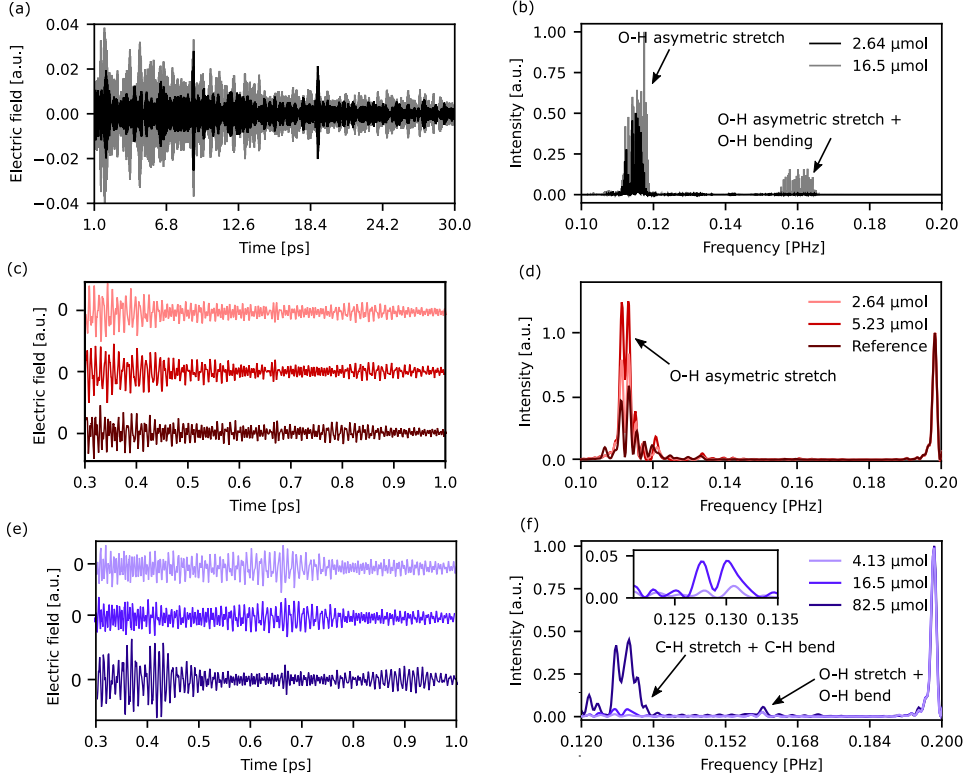 (a)
Electric field [a.u.]
0.04
0.02
0.00
−0.02
−0.04
1.0 6.8 12.6 18.4 24.2 30.0
Time [ps]
(b)
Intensity [a.u.]
1.00
0.75
0.50
0.25
0.00
O-H asymetric stretch
2.64 μmol
16.5 μmol
O-H asymetric stretch +
O-H bending
0.10 0.12 0.14 0.16 0.18 0.20
Frequency [PHz]
(c)
Electric field [a.u.]
0
0
0
0.3 0.4 0.5 0.6 0.7 0.8 0.9 1.0
Time [ps]
(d)
Intensity [a.u.]
1.0
0.5
0.0
2.64 μmol
5.23 μmol
Reference
O-H asymetric stretch
0.10 0.12 0.14 0.16 0.18 0.20
Frequency [PHz]
(e)
Electric field [a.u.]
0
0
0
0.3 0.4 0.5 0.6 0.7 0.8 0.9 1.0
Time [ps]
(f)
Intensity [a.u.]
1.00
0.75
0.50
0.25
0.00
0.05
0.00
0.125 0.127 0.130 0.133 0.135
4.13 μmol
16.5 μmol
82.5 μmol
C-H stretch + C-H bend
O-H stretch +
O-H bend
0.120 0.136 0.152 0.168 0.184 0.200
Frequency [PHz]